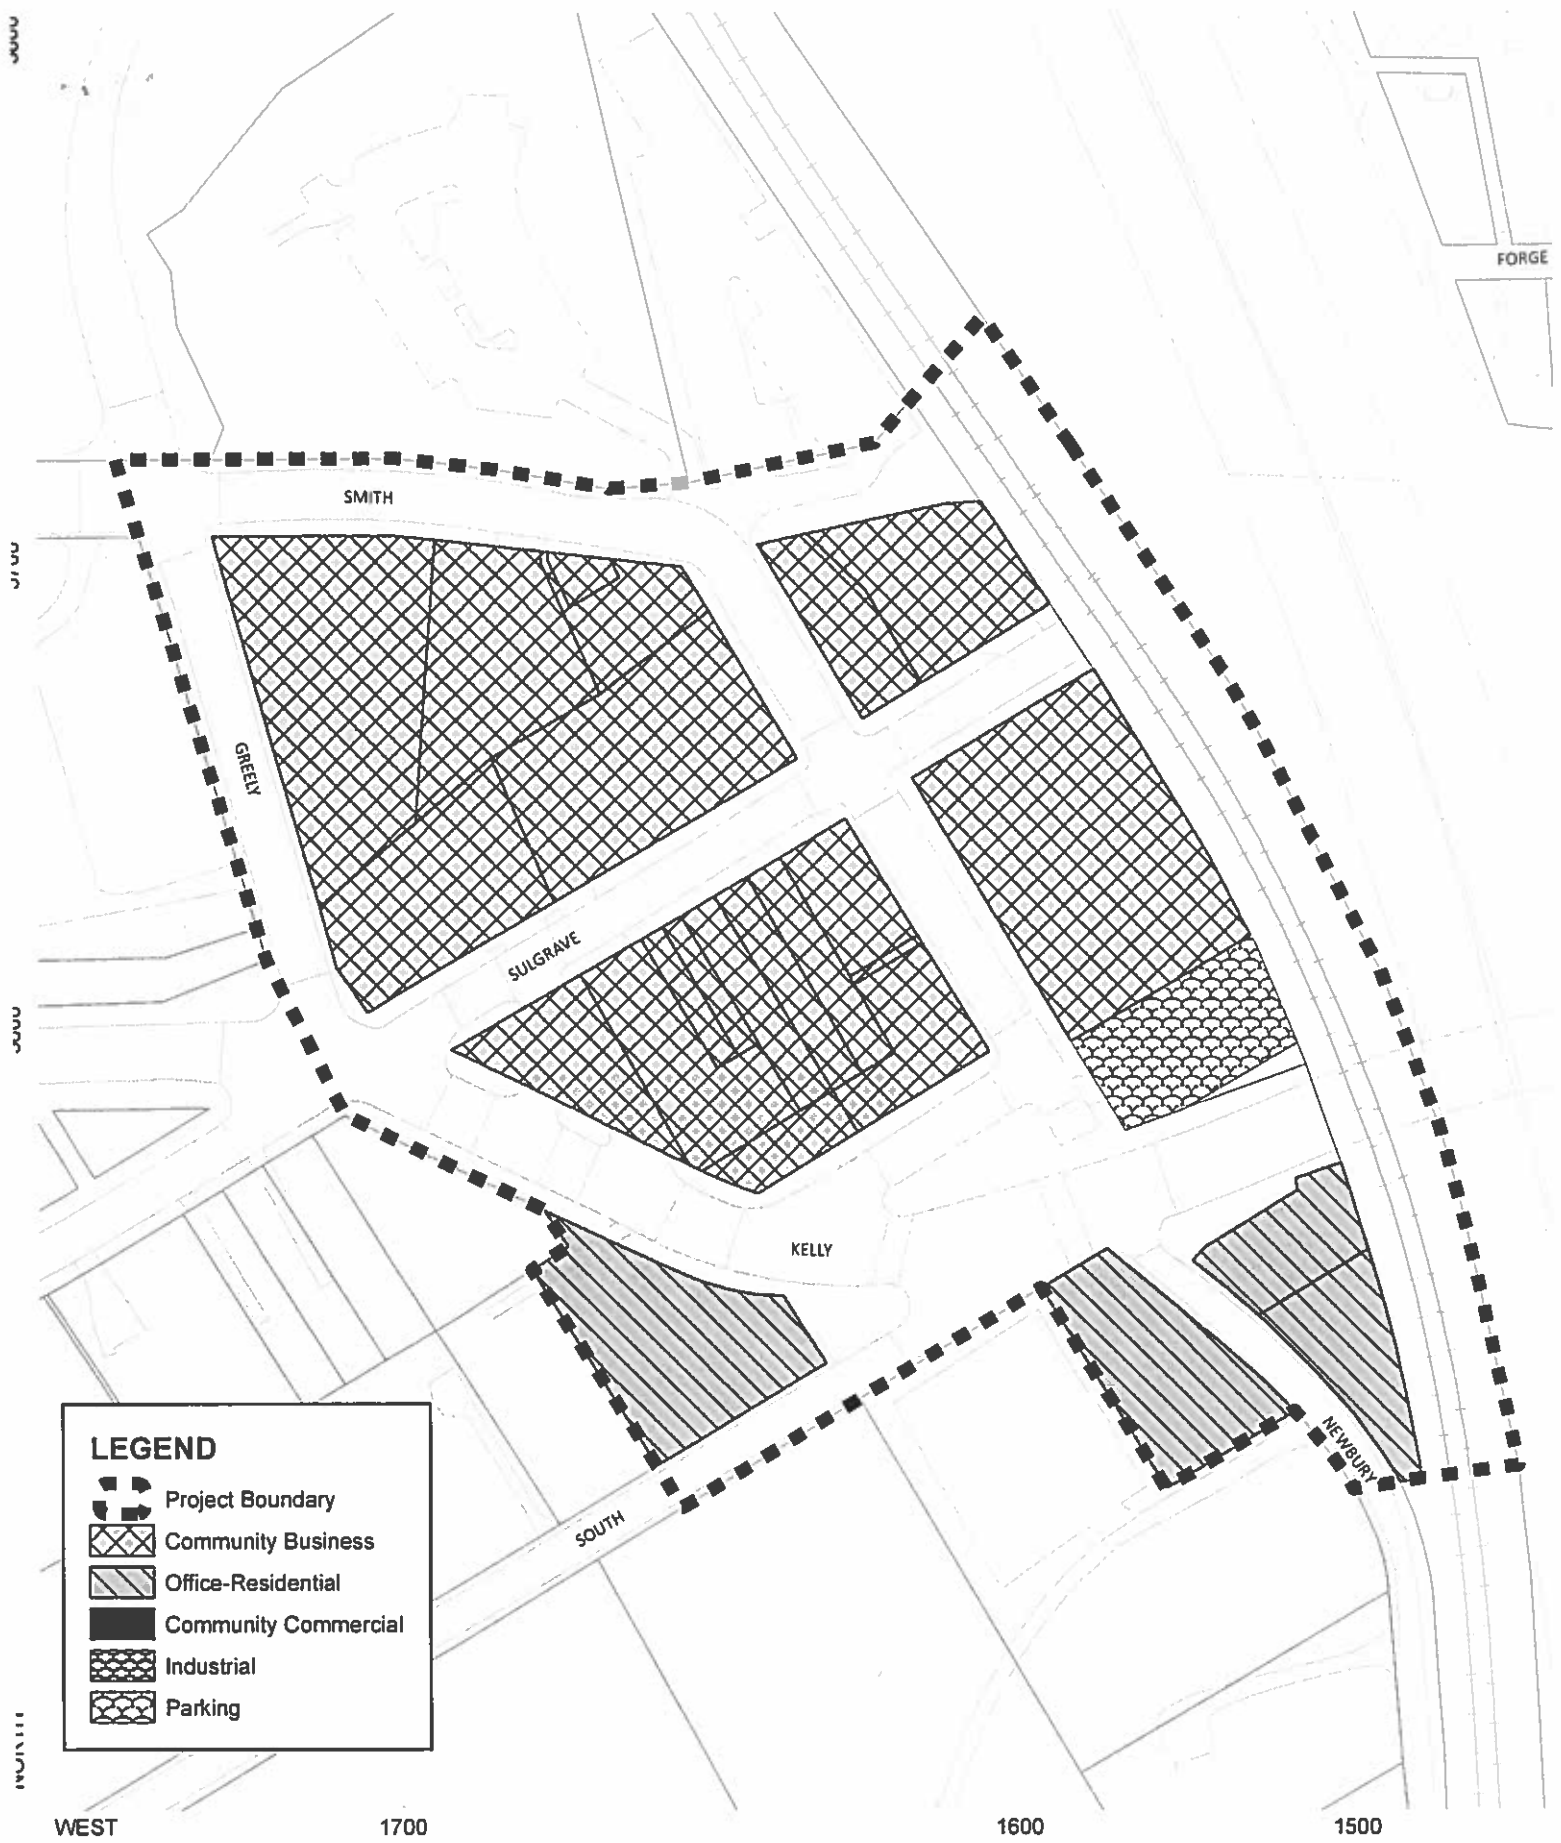 FORGE
SMITH
GREELY
SULGRAVE
KELLY
NEWBURY
SOUTH
LEGEND
Project Boundary
Community Business
Office-Residential
Community Commercial
Industrial
Parking
WEST
1700
1600
1500